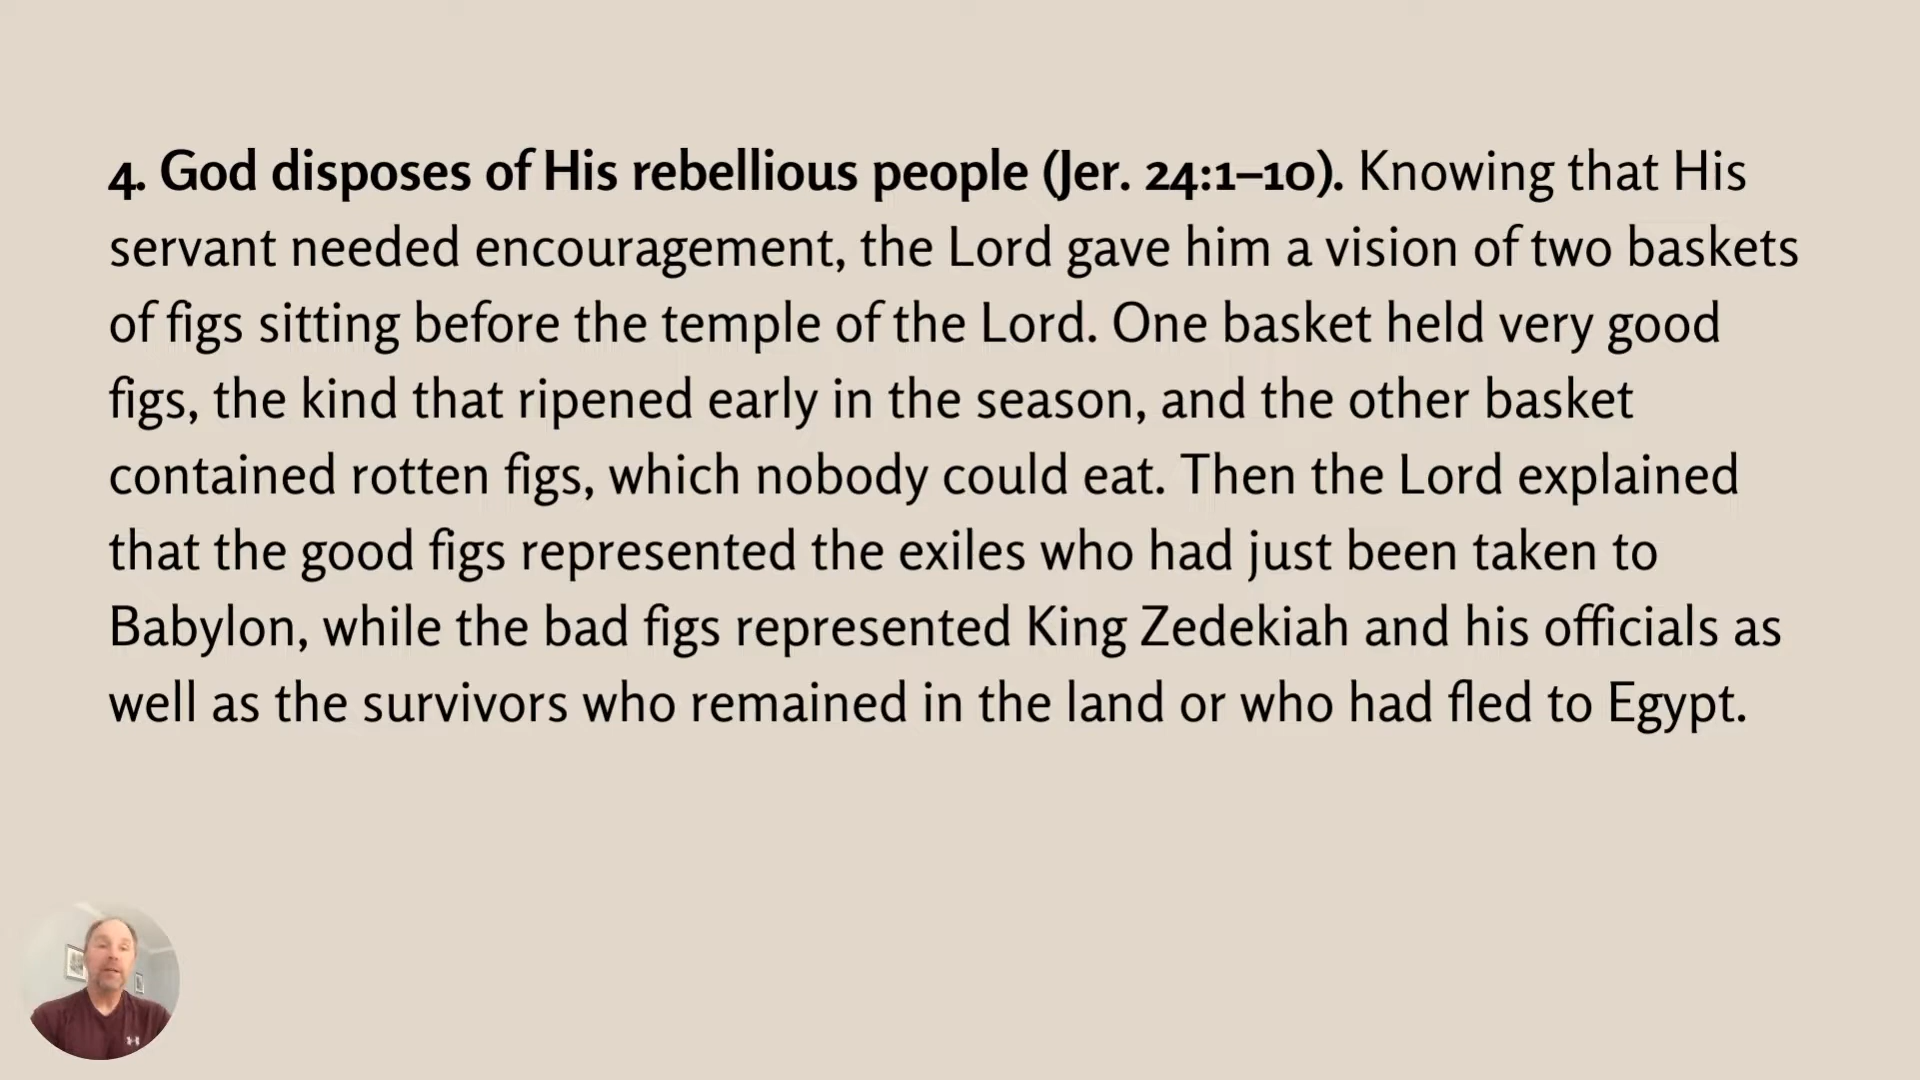 4. God disposes of His rebellious people (Jer. 24:1–10). Knowing that His
servant needed encouragement, the Lord gave him a vision of two baskets
of figs sitting before the temple of the Lord. One basket held very good
figs, the kind that ripened early in the season, and the other basket
contained rotten figs, which nobody could eat. Then the Lord explained
that the good figs represented the exiles who had just been taken to
Babylon, while the bad figs represented King Zedekiah and his officials as
well as the survivors who remained in the land or who had fled to Egypt.